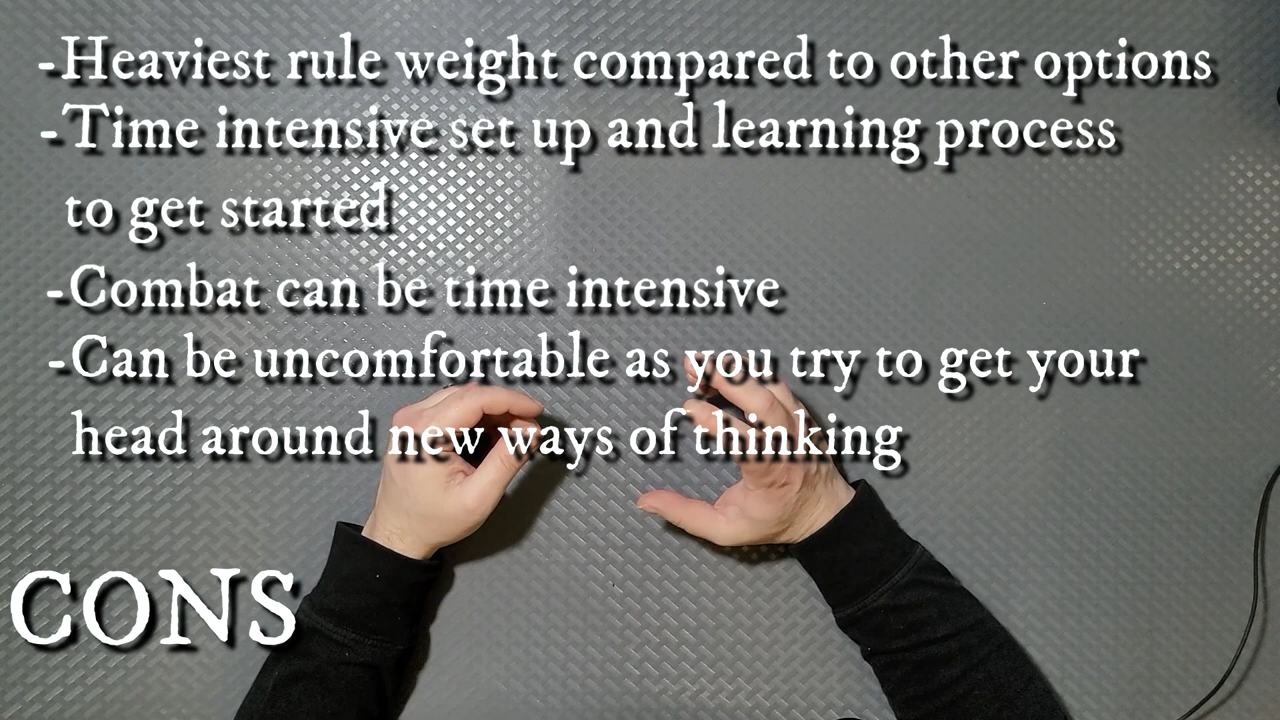 -Heaviest rule weight compared to other options
-Time intensive set up and learning process
to get started
-Combat can be time intensive
-Can be uncomfortable as you try to get your
head around new ways of thinking
CONS